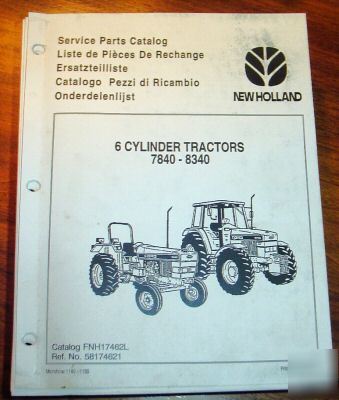 Service Parts Catalog
Liste de Pièces De Rechange
Ersatzteilliste
Catalogo Pezzi di Ricambio
Onderdelenlijst
NEW HOLLAND
6 CYLINDER TRACTORS
7840 - 8340
Catalog FNH17462L
Ref. No. 58174621